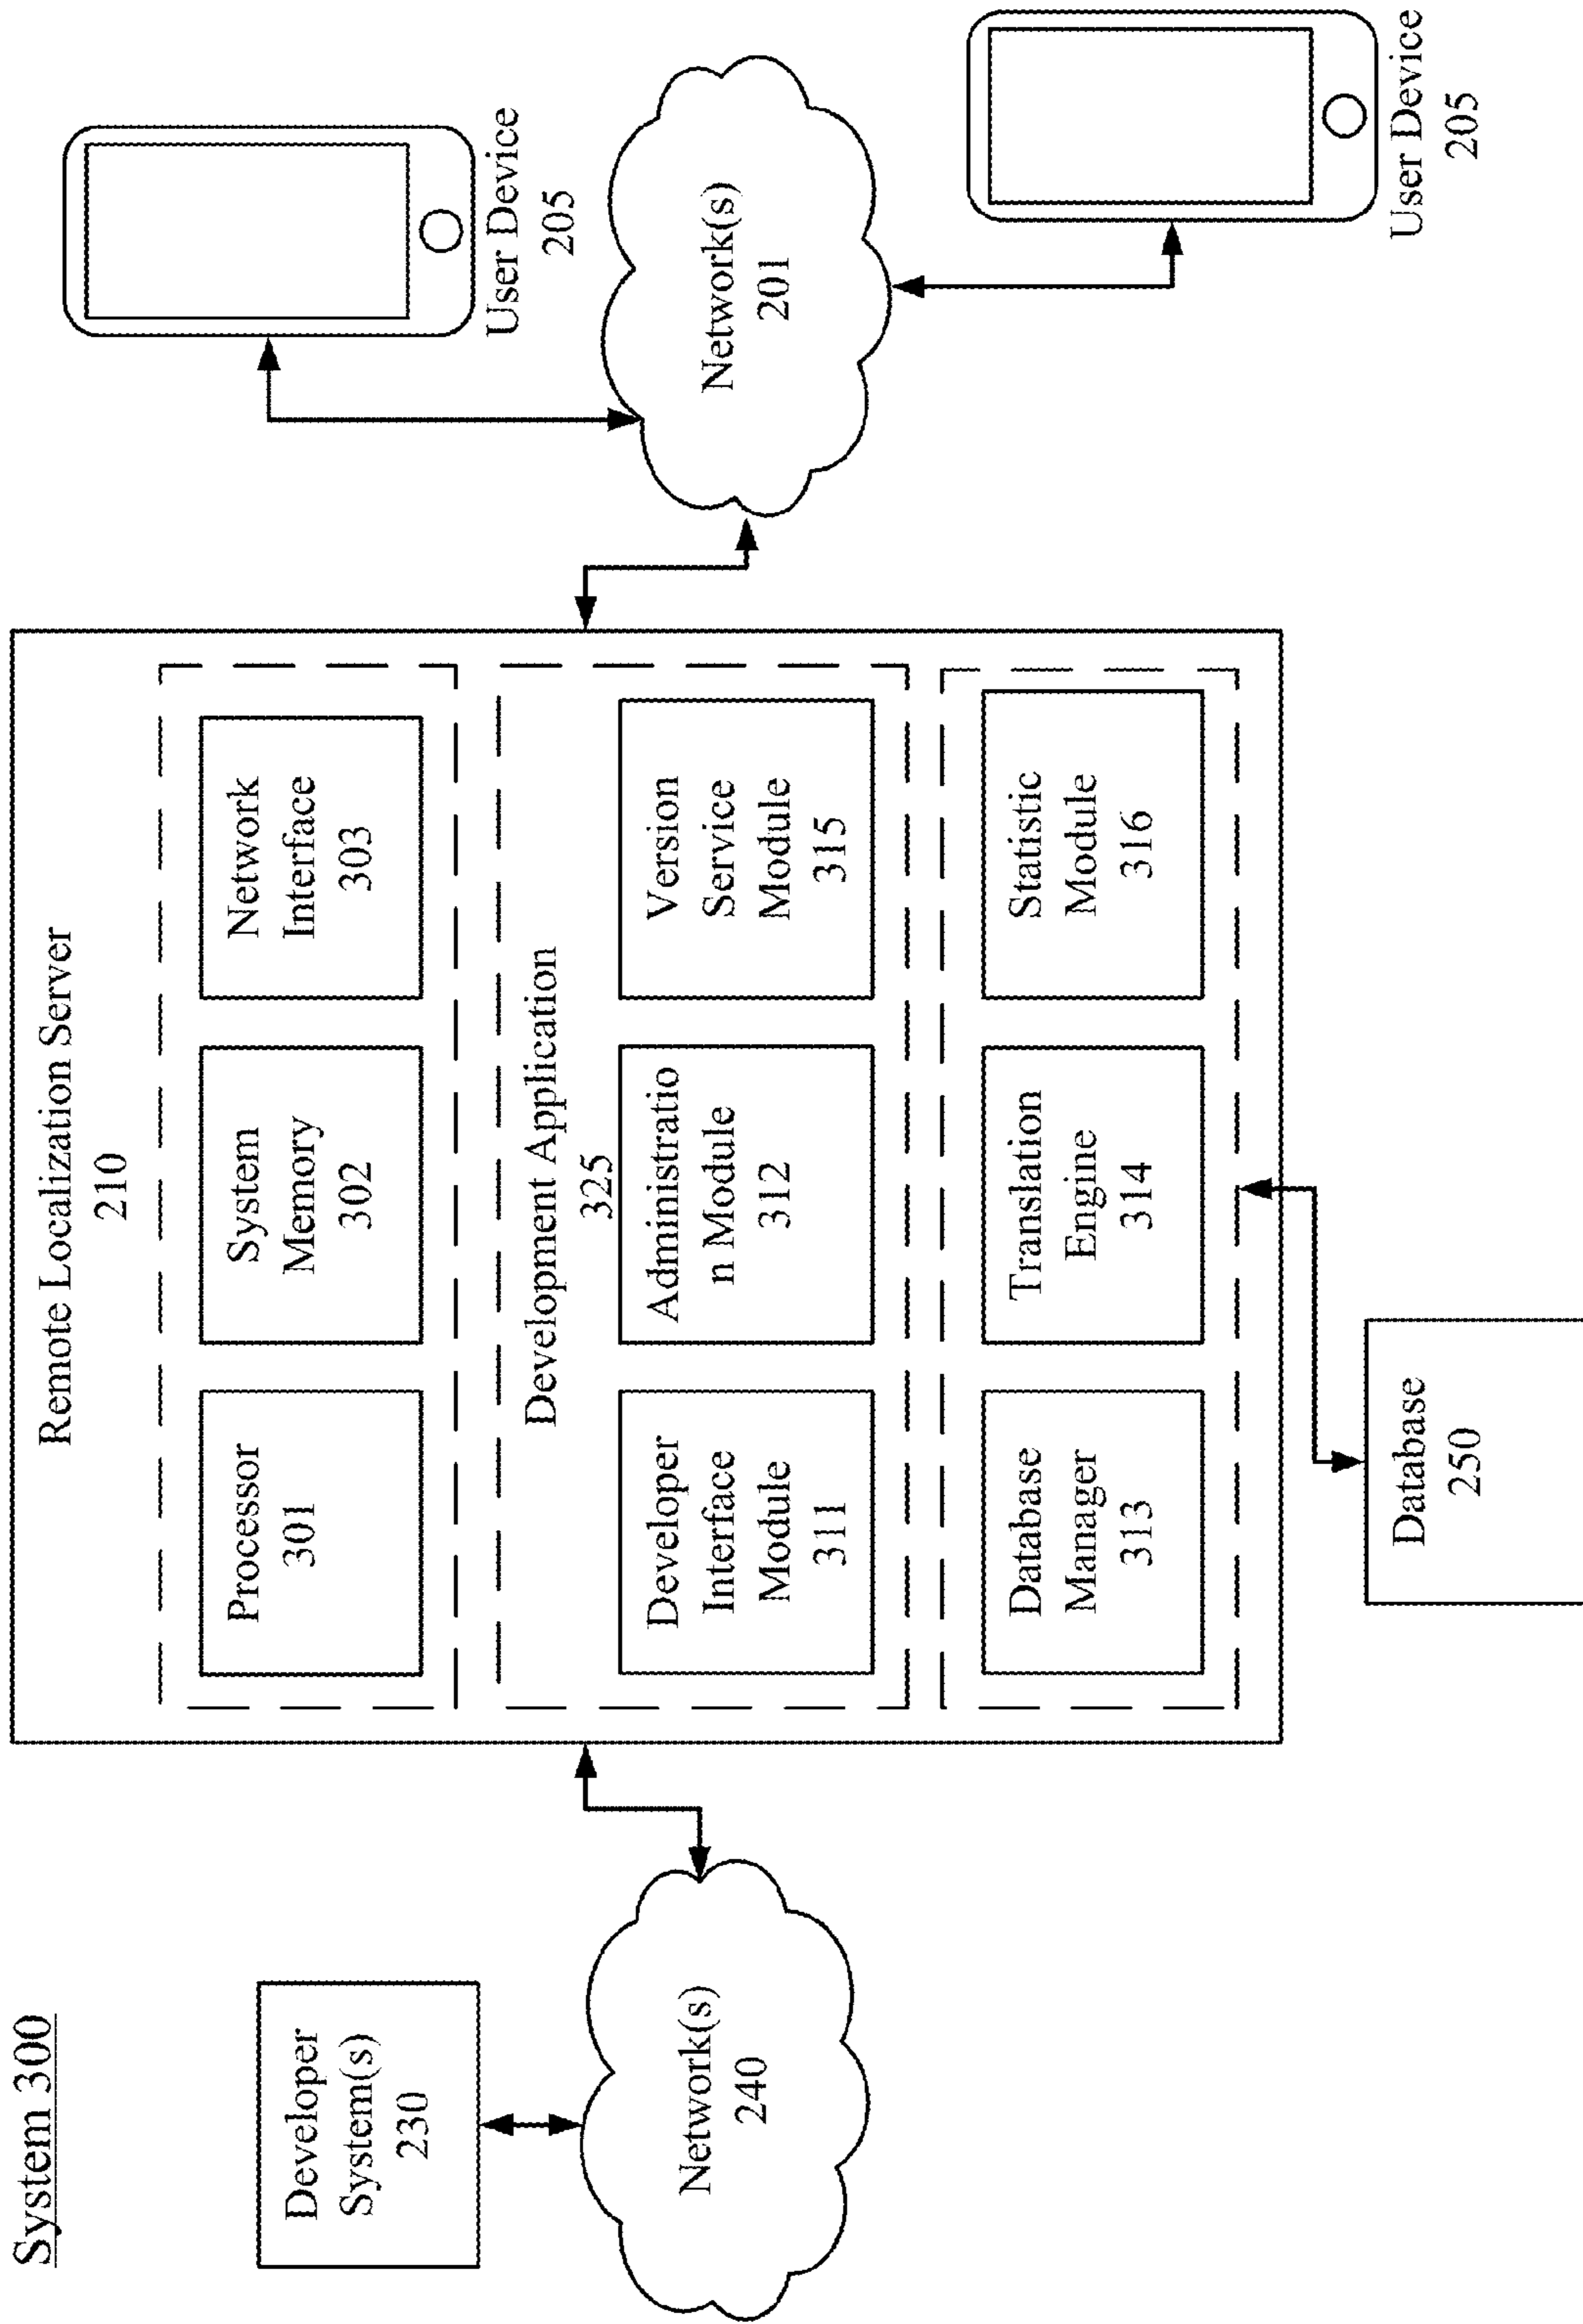 System 300
Developer
System(s)
230
Network(s)
240
Remote Localization Server
210
Processor
301
System
Memory
302
Network
Interface
303
Development Application
325
Developer
Interface
Module
311
Administratio
n Module
312
Version
Service
Module
315
Database
Manager
313
Translation
Engine
314
Statistic
Module
316
Database
250
User Device
205
Network(s)
201
User Device
205